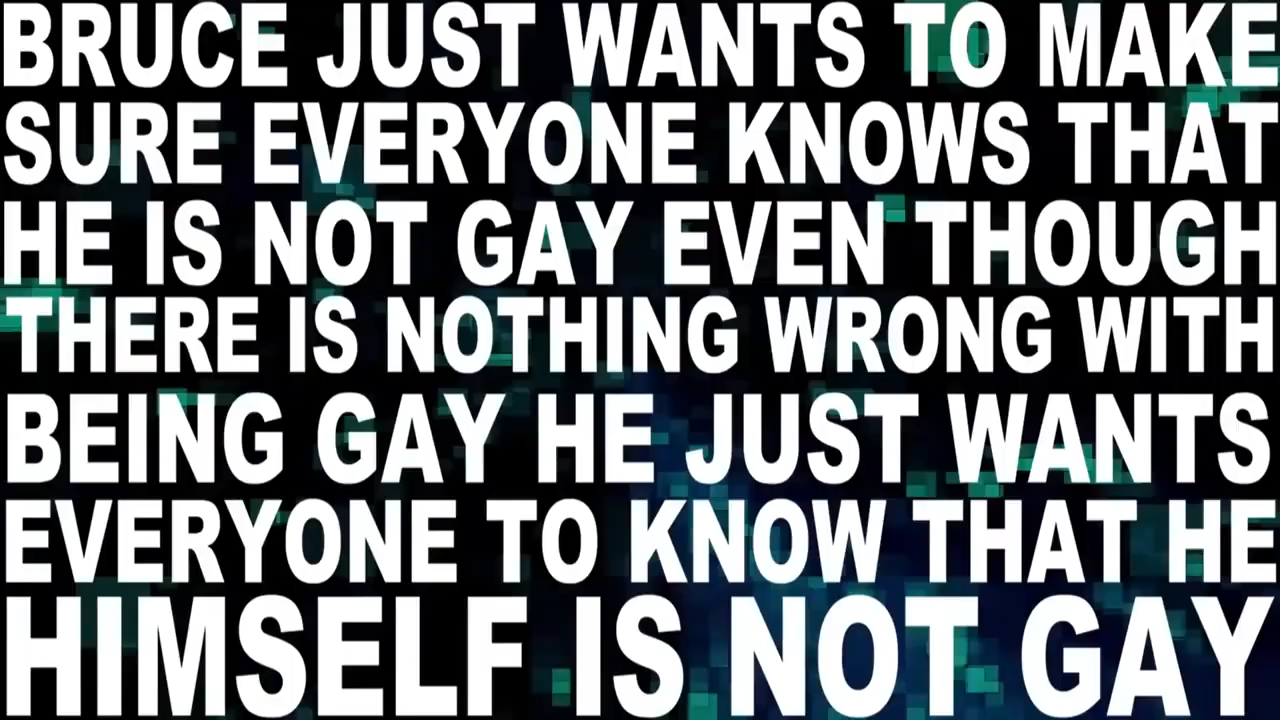 BRUCE JUST WANTS TO MAKE
SURE EVERYONE KNOWS THAT
HE IS NOT GAY EVEN THOUGH
THERE IS NOTHING WRONG WITH
BEING GAY HE JUST WANTS
EVERYONE TO KNOW THAT HE
HIMSELF IS NOT GAY